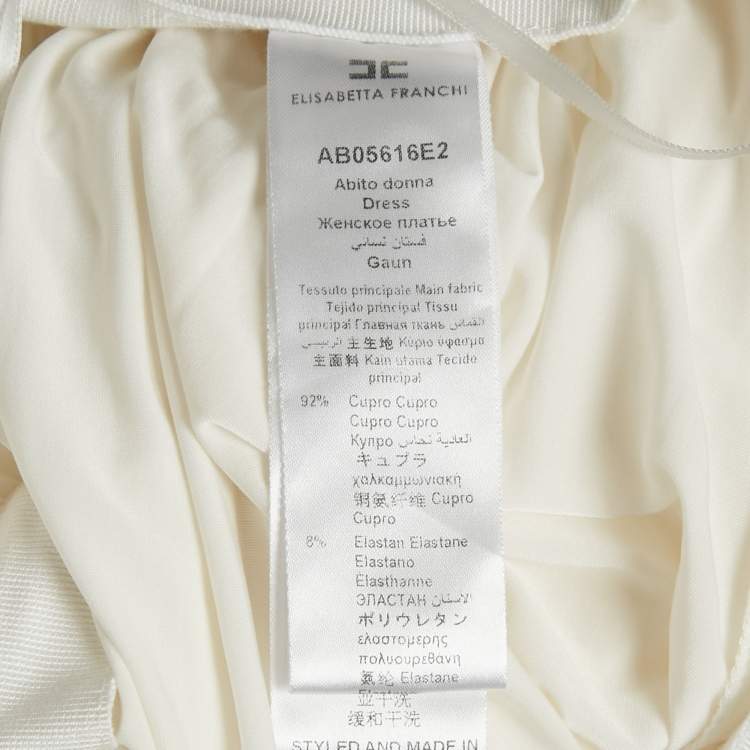 ELISABETTA FRANCHI
AB05616E2
Abito donna
Dress
Женское платье
فستان نسائي
Gaun
Tessuto principale Main fabric
Tejido principal Tissu
principal Главная ткань القماش
الرئيسي 主生地 Κύριο ύφασμα
主面料 Kain utama Tecido
principal
92% Cupro Cupro
Cupro Cupro
Купро العادية نحاس
キュプラ
χαλκαμμωνιακή
铜氨纤维 Cupro
Cupro
8% Elastan Elastane
Elastano
Élasthanne
ЭЛАСТАН الاستان
ポリウレタン
ελαστομερής
πολυουρεθάνη
氨纶 Elastane
干洗
缓和干洗
STYLED AND MADE IN